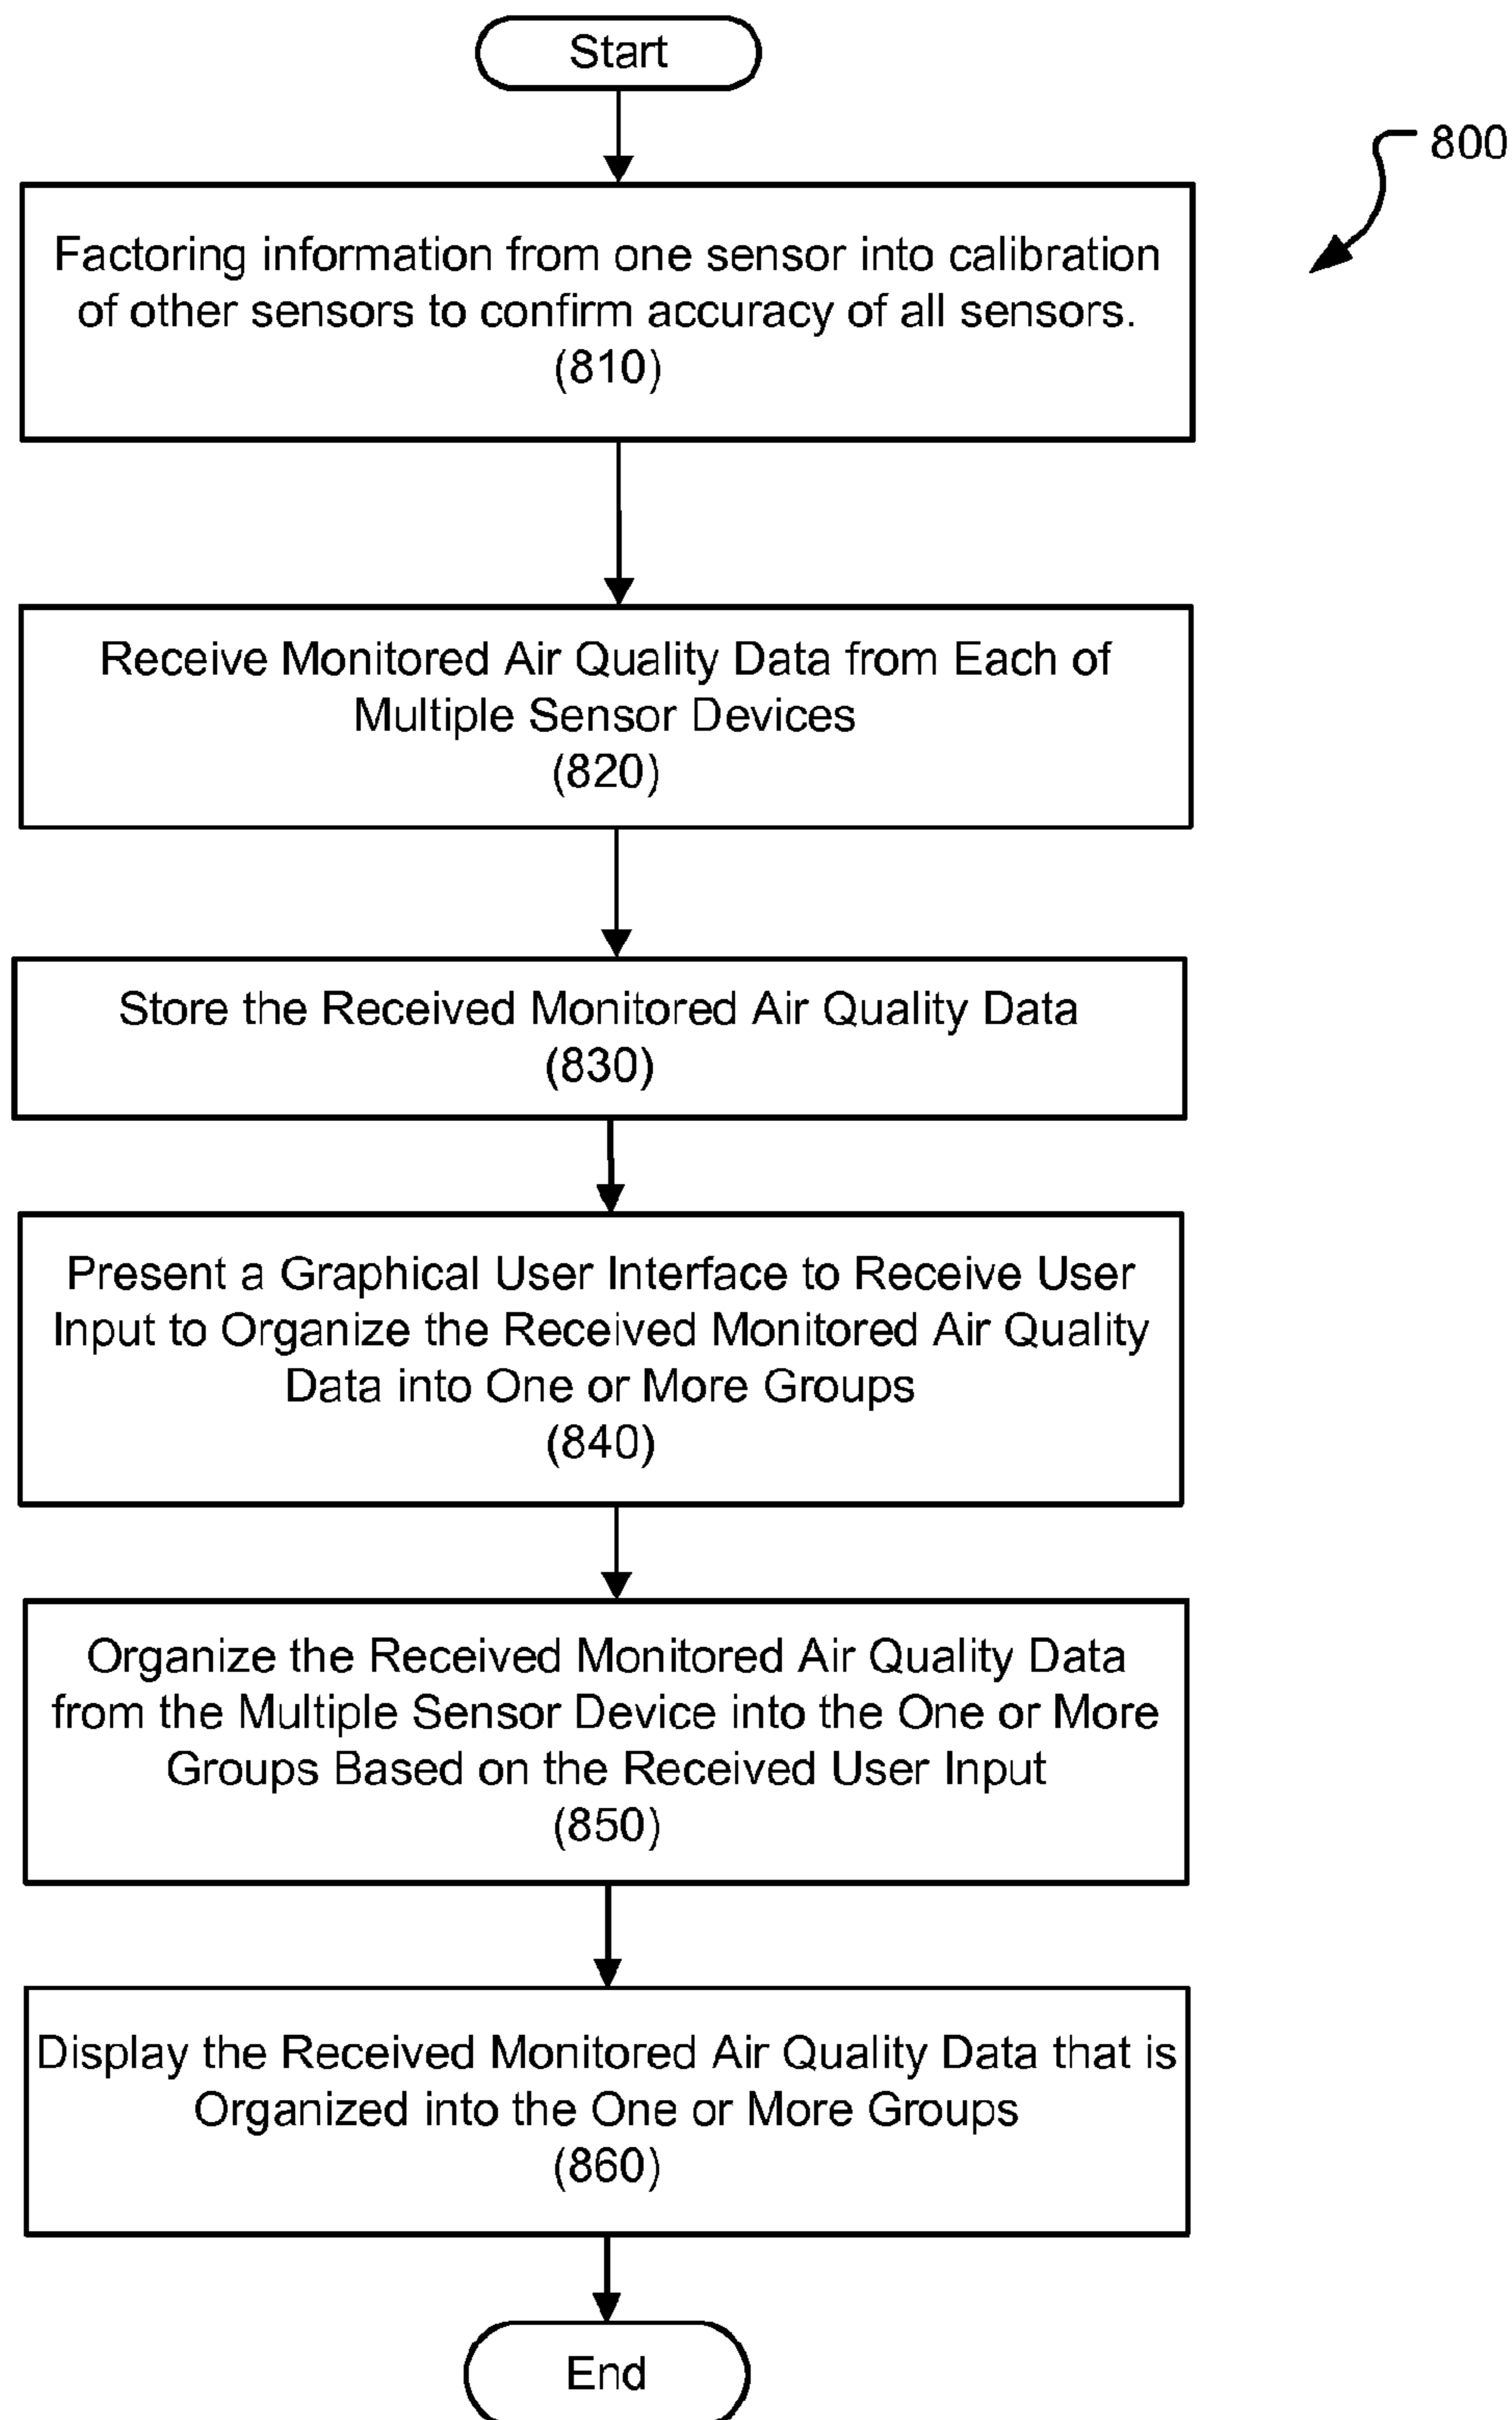 Start
800
Factoring information from one sensor into calibration
of other sensors to confirm accuracy of all sensors.
(810)
Receive Monitored Air Quality Data from Each of
Multiple Sensor Devices
(820)
Store the Received Monitored Air Quality Data
(830)
Present a Graphical User Interface to Receive User
Input to Organize the Received Monitored Air Quality
Data into One or More Groups
(840)
Organize the Received Monitored Air Quality Data
from the Multiple Sensor Device into the One or More
Groups Based on the Received User Input
(850)
Display the Received Monitored Air Quality Data that is
Organized into the One or More Groups
(860)
End